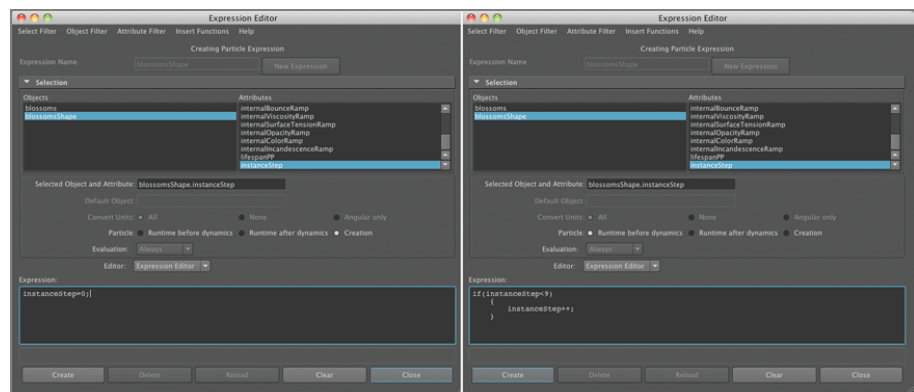 Expression Editor
Select Filter Object Filter Attribute Filter Insert Functions Help
Creating Particle Expression
Expression Name blossomsShape New Expression
Selection
Objects Attributes
blossoms internalBounceRamp
blossomsShape internalViscosityRamp
internalSurfaceTensionRamp
internalOpacityRamp
internalColorRamp
internalIncandescenceRamp
lifespanPP
instanceStep
Selected Object and Attribute: blossomsShape.instanceStep
Default Object:
Convert Units: All None Angular only
Particle: Runtime before dynamics Runtime after dynamics Creation
Evaluation: Always
Editor: Expression Editor
Expression:
instanceStep=0;
Create Delete Reload Clear Close
Expression Editor
Select Filter Object Filter Attribute Filter Insert Functions Help
Creating Particle Expression
Expression Name blossomsShape New Expression
Selection
Objects Attributes
blossoms internalBounceRamp
blossomsShape internalViscosityRamp
internalSurfaceTensionRamp
internalOpacityRamp
internalColorRamp
internalIncandescenceRamp
lifespanPP
instanceStep
Selected Object and Attribute: blossomsShape.instanceStep
Default Object:
Convert Units: All None Angular only
Particle: Runtime before dynamics Runtime after dynamics Creation
Evaluation: Always
Editor: Expression Editor
Expression:
if(instanceStep<9)
{
instanceStep++;
}
Create Delete Reload Clear Close